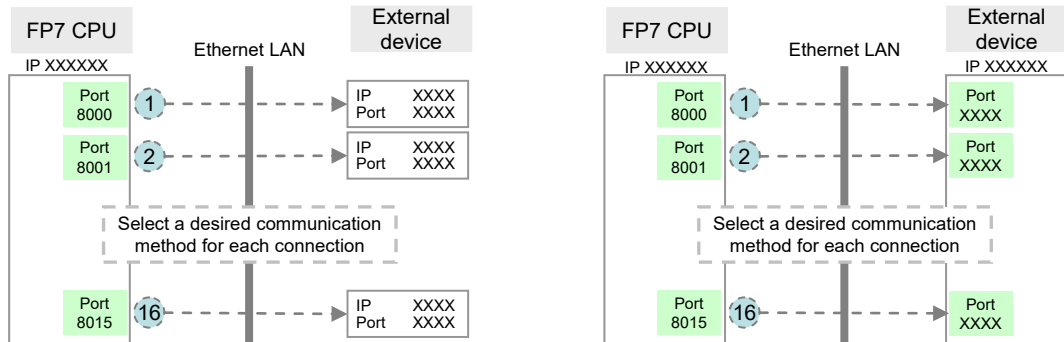 FP7 CPU
Ethernet LAN
External
device
IP XXXXXX
Port
8000
1
IP XXXX
Port XXXX
Port
8001
2
IP XXXX
Port XXXX
Select a desired communication
method for each connection
Port
8015
16
IP XXXX
Port XXXX
FP7 CPU
Ethernet LAN
External
device
IP XXXXXX
IP XXXXXX
Port
8000
1
Port
XXXX
Port
8001
2
Port
XXXX
Select a desired communication
method for each connection
Port
8015
16
Port
XXXX